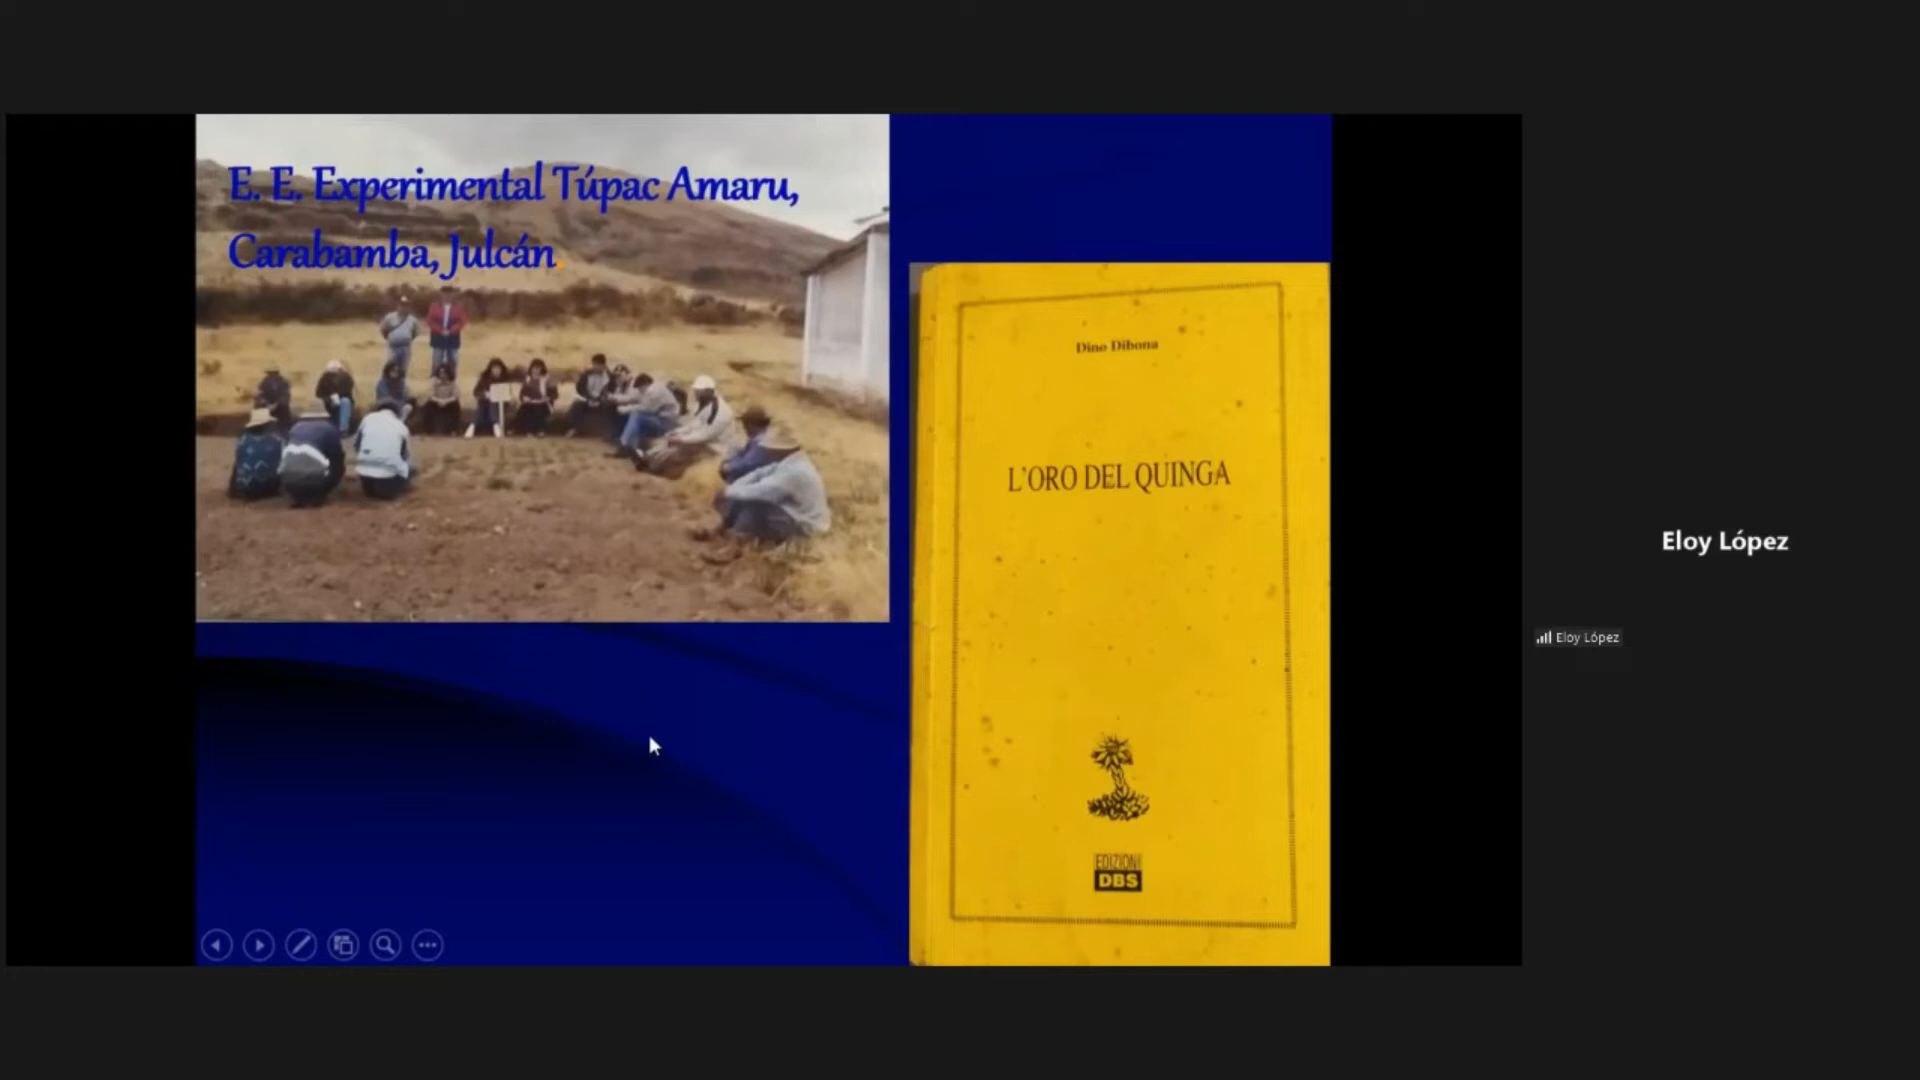 E. E. Experimental Túpac Amaru,
Carabamba, Julcán.
Dino Dibona
L'ORO DEL QUINGA
EDIZIONI
DBS
Eloy López
Eloy López